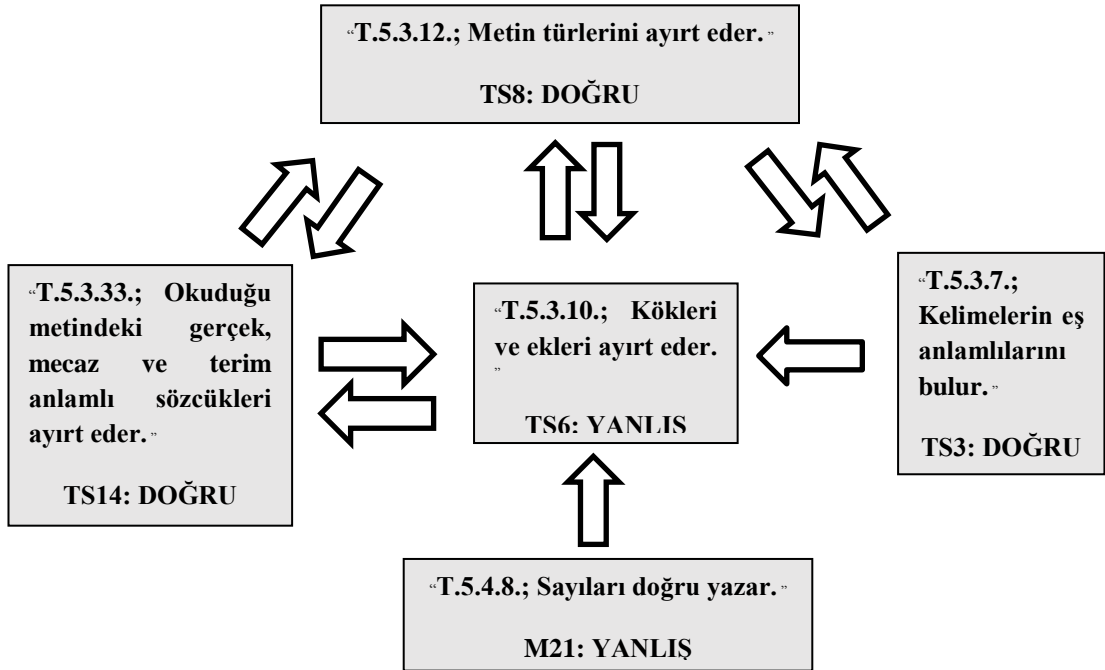 “T.5.3.12.; Metin türlerini ayırt eder.”
TS8: DOĞRU
“T.5.3.33.; Okuduğu
metindeki gerçek,
mecaz ve terim
anlamlı sözcükleri
ayırt eder.”
TS14: DOĞRU
“T.5.3.10.; Kökleri
ve ekleri ayırt eder.
”
TS6: YANLIŞ
“T.5.3.7.;
Kelimelerin eş
anlamlılarını
bulur.”
TS3: DOĞRU
“T.5.4.8.; Sayıları doğru yazar.”
M21: YANLIŞ